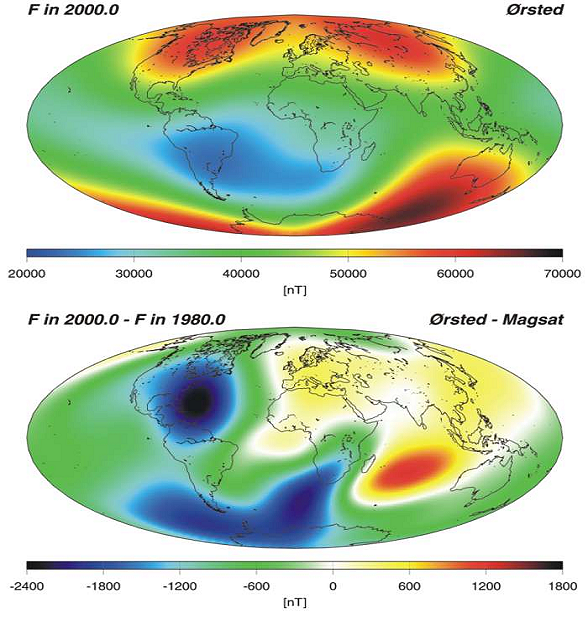 F in 2000.0 Ørsted
20000 30000 40000 50000 60000 70000
[nT]
F in 2000.0 - F in 1980.0 Ørsted - Magsat
-2400 -1800 -1200 -600 0 600 1200 1800
[nT]